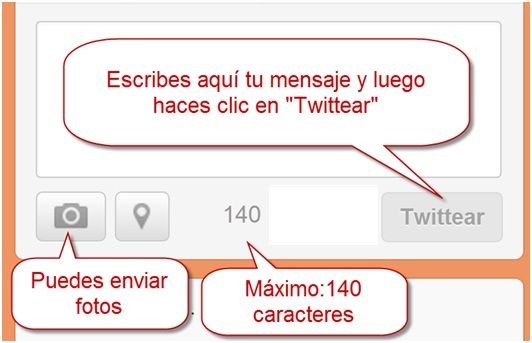 Escribes aquí tu mensaje y luego
haces clic en "Twittear"
140
Twittear
Puedes enviar
fotos
Máximo:140
caracteres